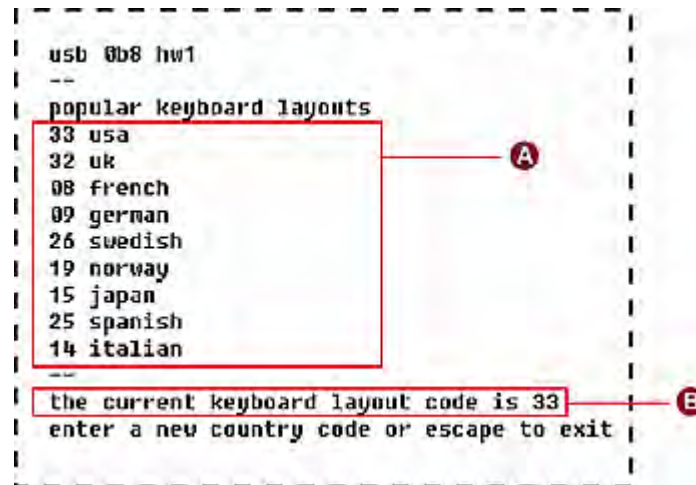 usb 0b8 hw1
--
popular keyboard layouts
33 usa
A
32 uk
08 french
09 german
26 swedish
19 norway
15 japan
25 spanish
14 italian
--
the current keyboard layout code is 33
B
enter a new country code or escape to exit